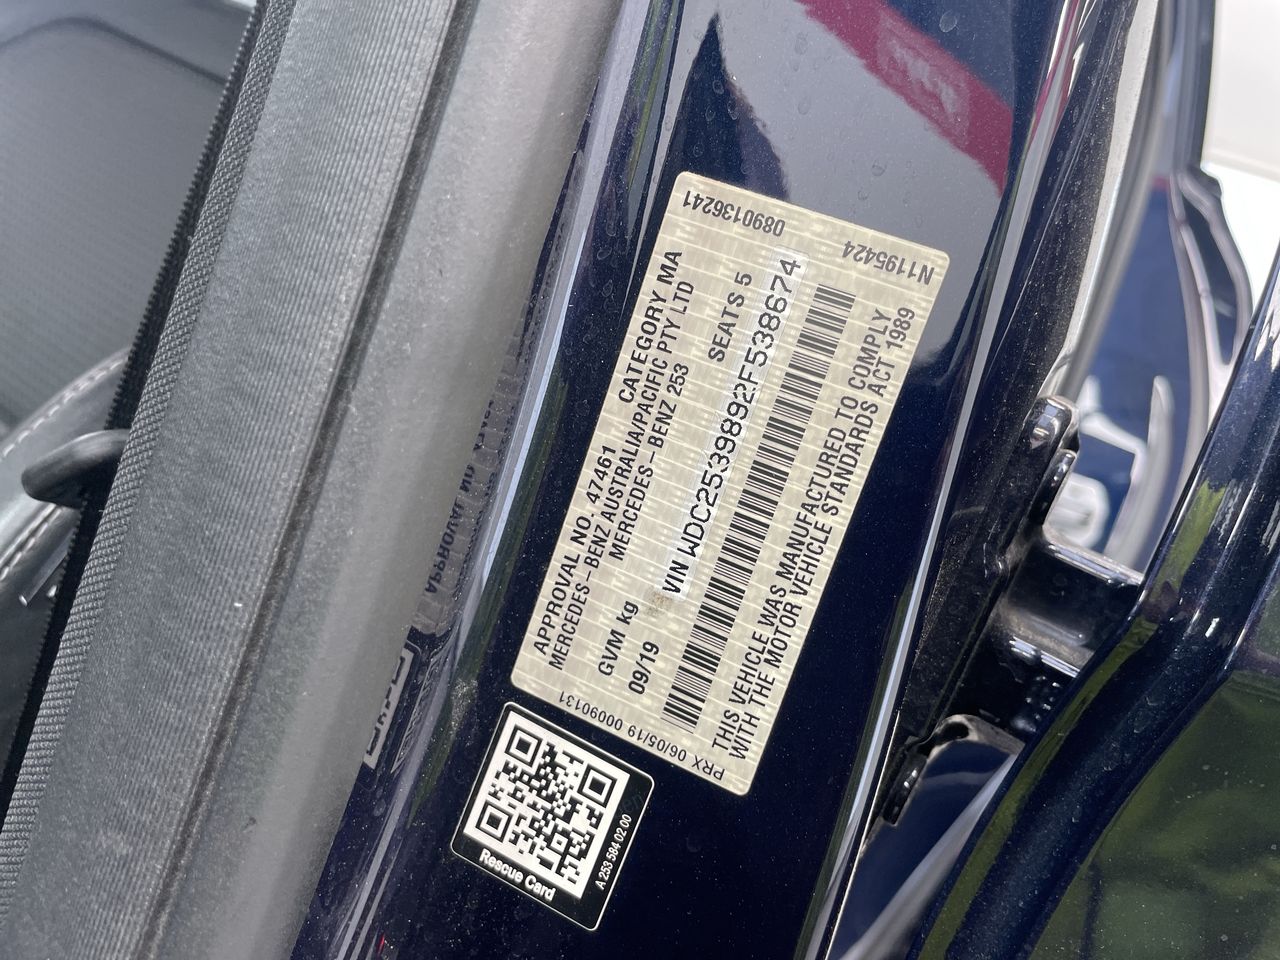 APPROVAL NO. 47461 CATEGORY MA
MERCEDES-BENZ AUSTRALIA/PACIFIC PTY LTD
MERCEDES-BENZ 253
GVM kg SEATS 5
09/19 VIN WDC2539892F538674
THIS VEHICLE WAS MANUFACTURED TO COMPLY
WITH THE MOTOR VEHICLE STANDARDS ACT 1989
PRX 06/05/19 00090131
0890136241 N1195424
Rescue Card
A 253 584 02 00